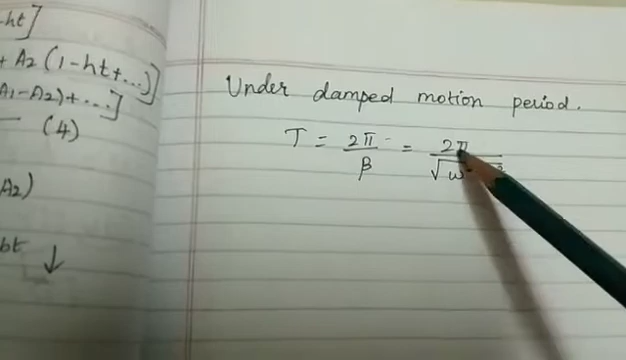 -ht]
+ A2 (1-ht+...)]
A1-A2)+....]
(4)
A2)
bt ↓
Under damped motion period.
T = 2π / β = 2π / √ω